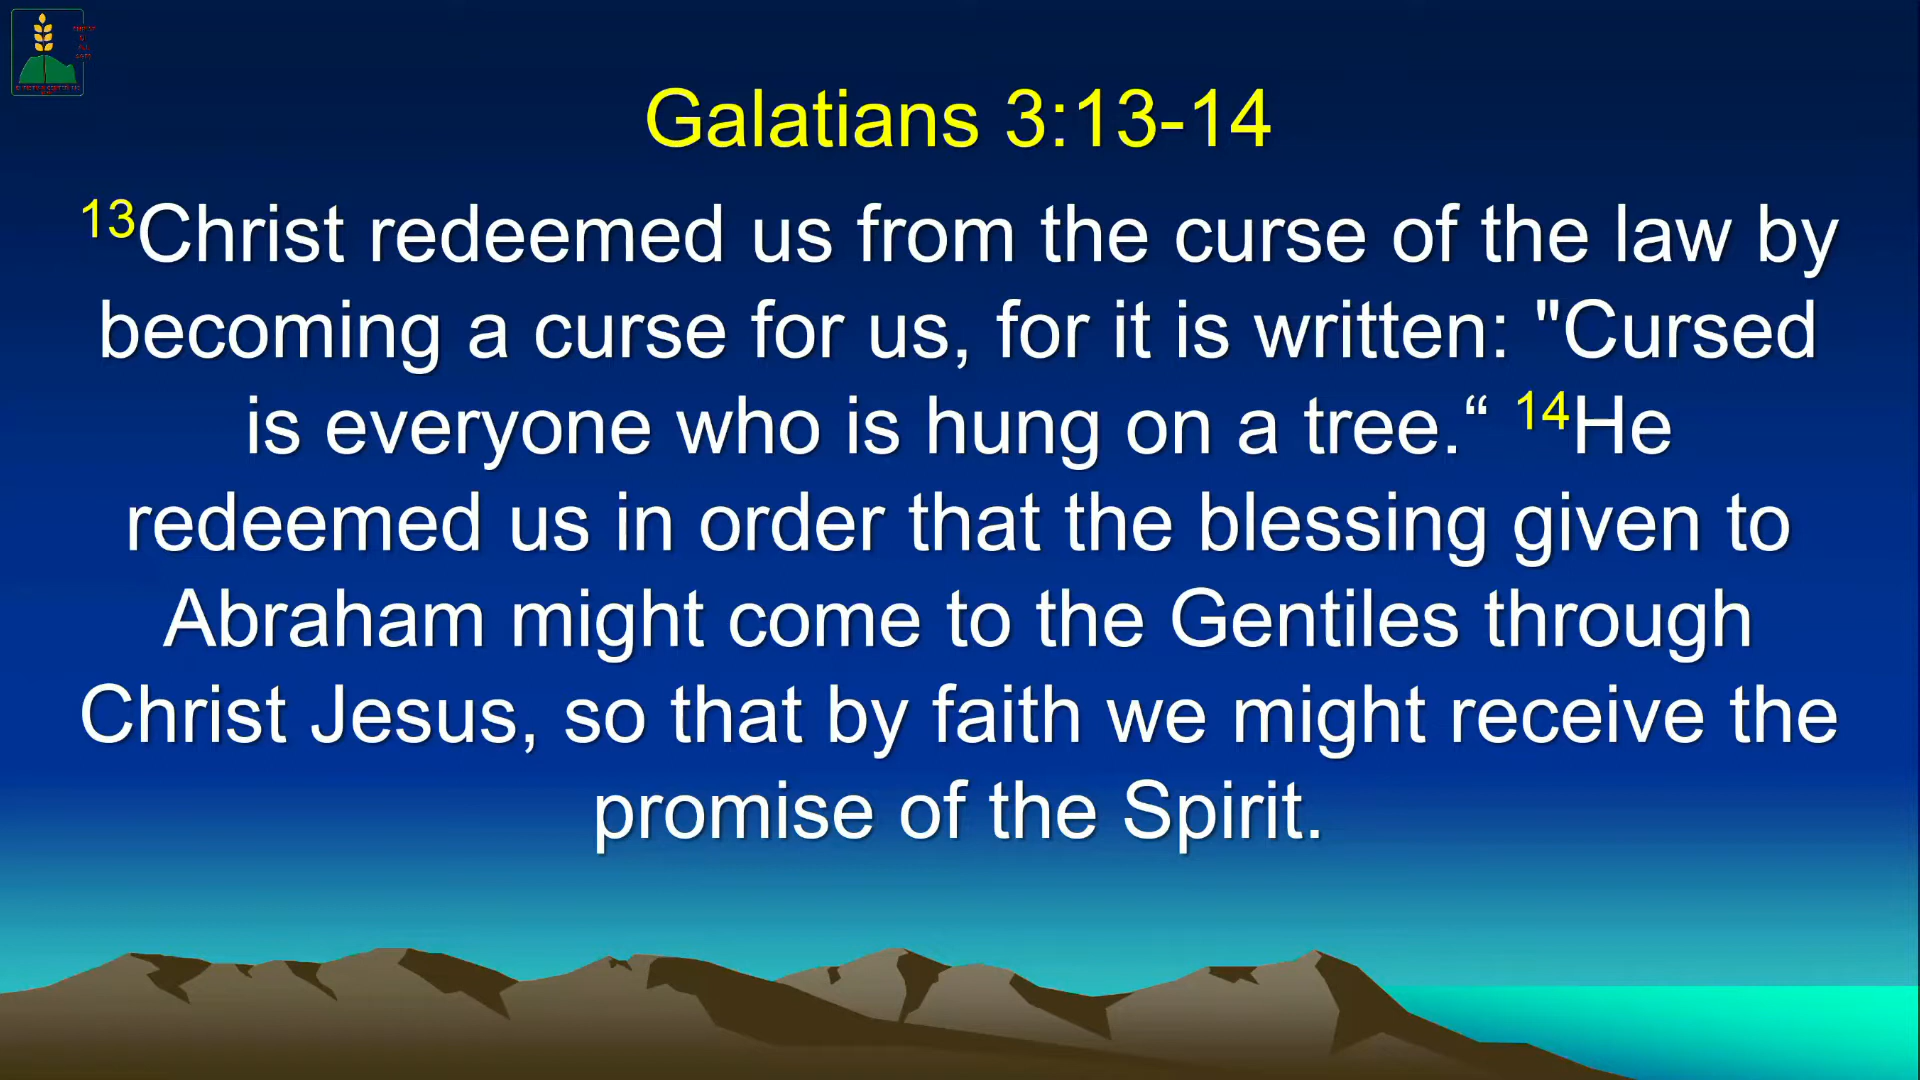 Galatians 3:13-14
13Christ redeemed us from the curse of the law by
becoming a curse for us, for it is written: "Cursed
is everyone who is hung on a tree.“ 14He
redeemed us in order that the blessing given to
Abraham might come to the Gentiles through
Christ Jesus, so that by faith we might receive the
promise of the Spirit.